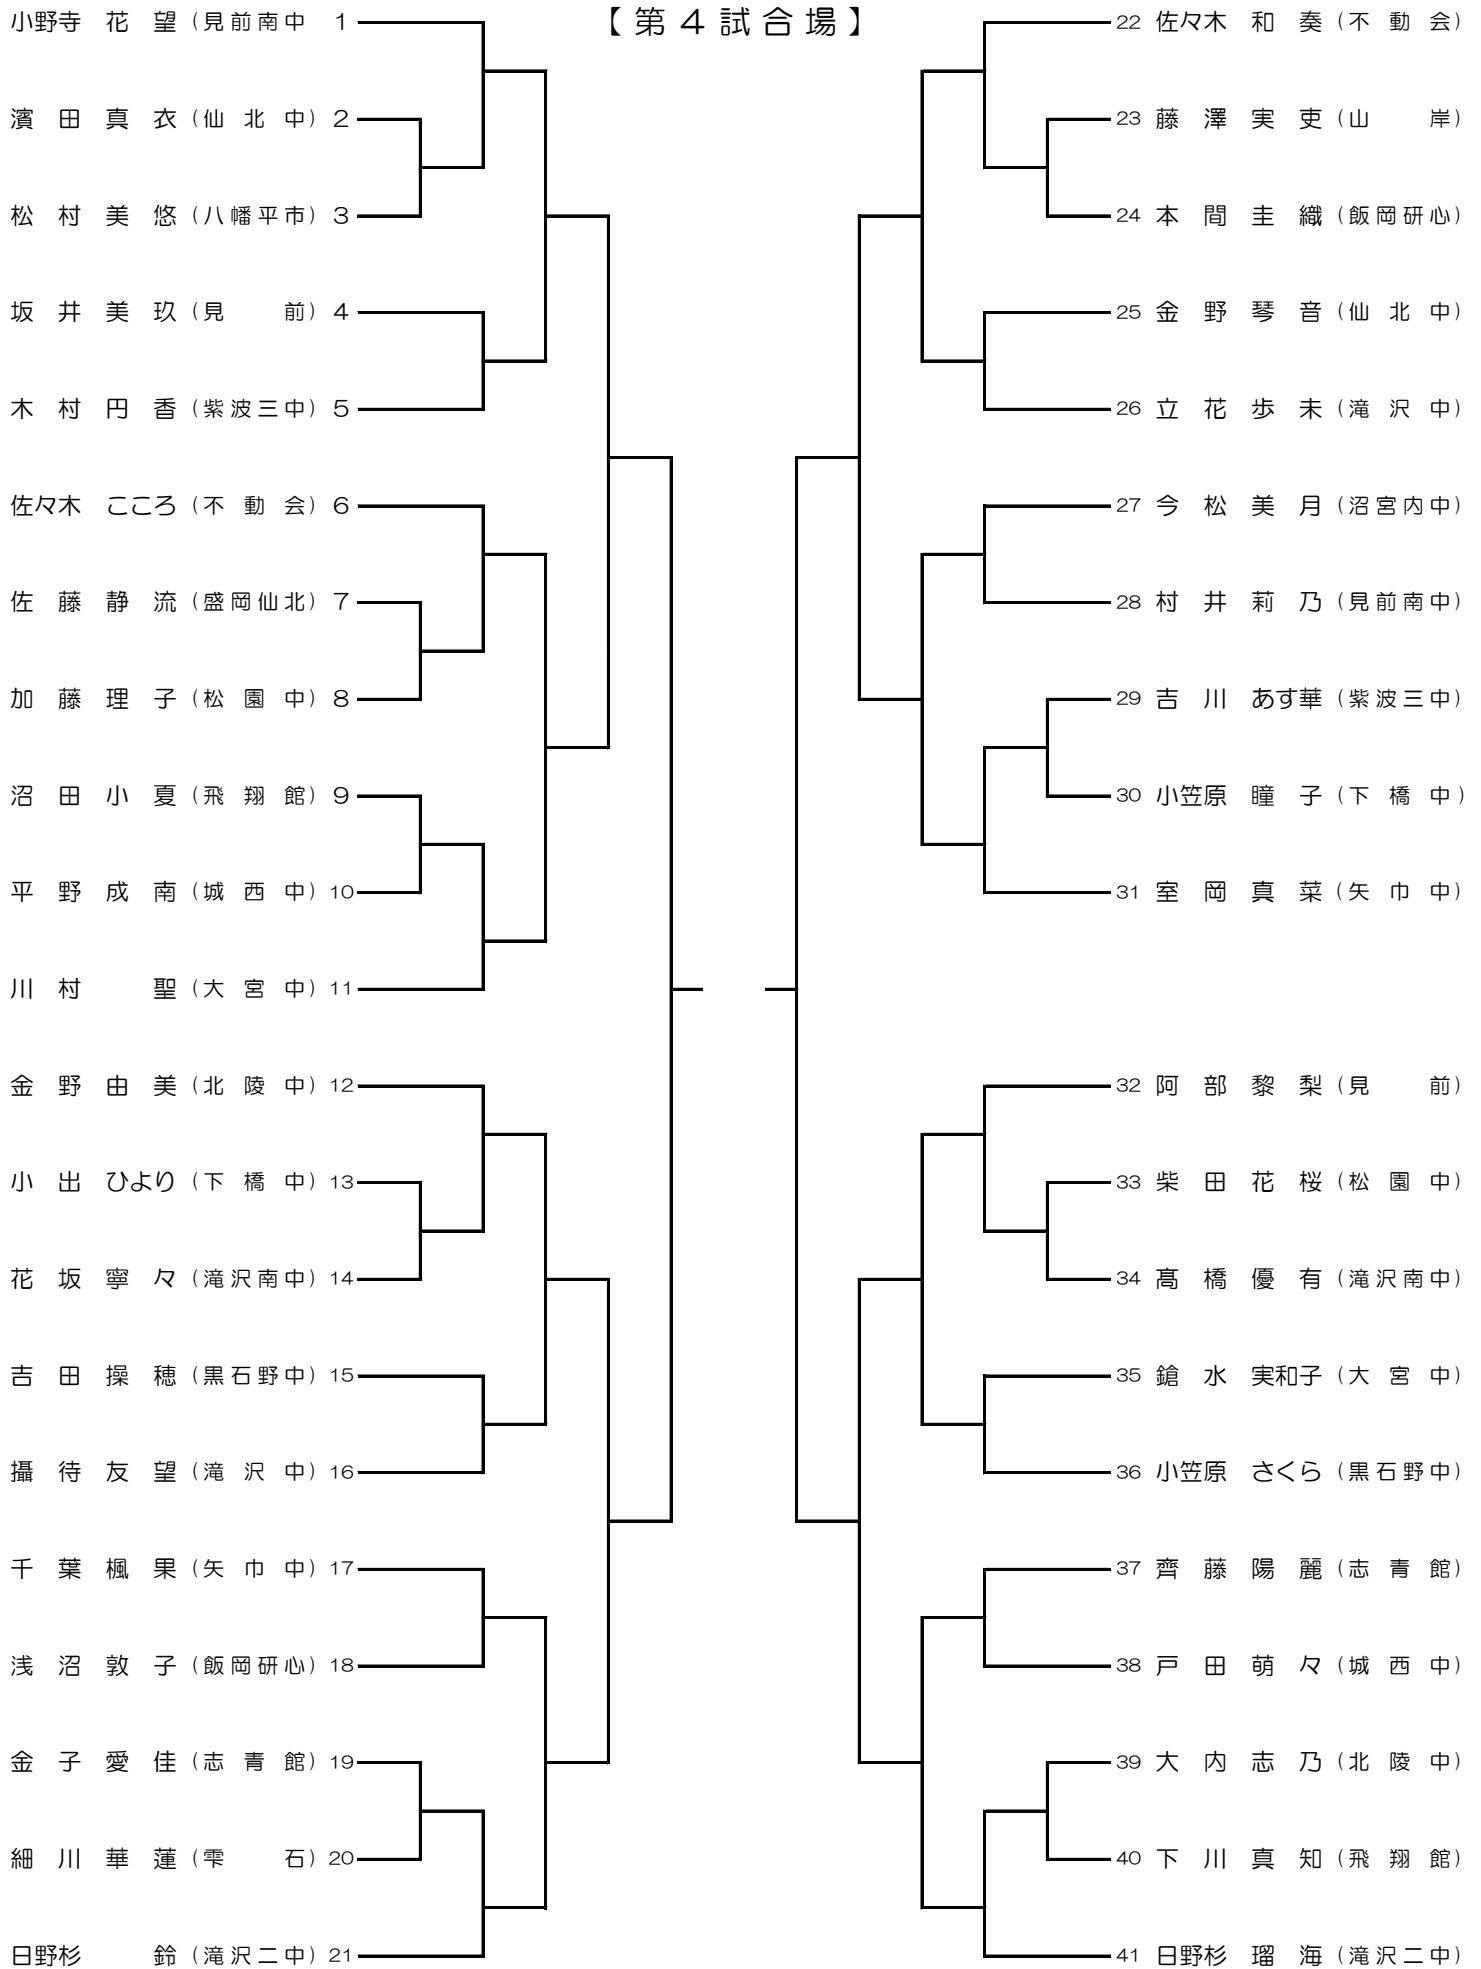 【第４試合場】
小野寺 花 望 (見前南中 1
濱 田 真 衣 (仙 北 中) 2
松 村 美 悠 (八幡平市) 3
坂 井 美 玖 (見 前) 4
木 村 円 香 (紫波三中) 5
佐々木 こころ (不 動 会) 6
佐 藤 静 流 (盛岡仙北) 7
加 藤 理 子 (松 園 中) 8
沼 田 小 夏 (飛 翔 館) 9
平 野 成 南 (城 西 中) 10
川 村 聖 (大 宮 中) 11
金 野 由 美 (北 陵 中) 12
小 出 ひより (下 橋 中) 13
花 坂 寧 々 (滝沢南中) 14
吉 田 操 穂 (黒石野中) 15
攝 待 友 望 (滝 沢 中) 16
千 葉 楓 果 (矢 巾 中) 17
浅 沼 敦 子 (飯岡研心) 18
金 子 愛 佳 (志 青 館) 19
細 川 華 蓮 (雫 石) 20
日野杉 鈴 (滝沢二中) 21
22 佐々木 和 奏 (不 動 会)
23 藤 澤 実 吏 (山 岸)
24 本 間 圭 織 (飯岡研心)
25 金 野 琴 音 (仙 北 中)
26 立 花 歩 未 (滝 沢 中)
27 今 松 美 月 (沼宮内中)
28 村 井 莉 乃 (見前南中)
29 吉 川 あす華 (紫波三中)
30 小笠原 瞳 子 (下 橋 中)
31 室 岡 真 菜 (矢 巾 中)
32 阿 部 黎 梨 (見 前)
33 柴 田 花 桜 (松 園 中)
34 髙 橋 優 有 (滝沢南中)
35 鎗 水 実和子 (大 宮 中)
36 小笠原 さくら (黒石野中)
37 齊 藤 陽 麗 (志 青 館)
38 戸 田 萌 々 (城 西 中)
39 大 内 志 乃 (北 陵 中)
40 下 川 真 知 (飛 翔 館)
41 日野杉 瑠 海 (滝沢二中)